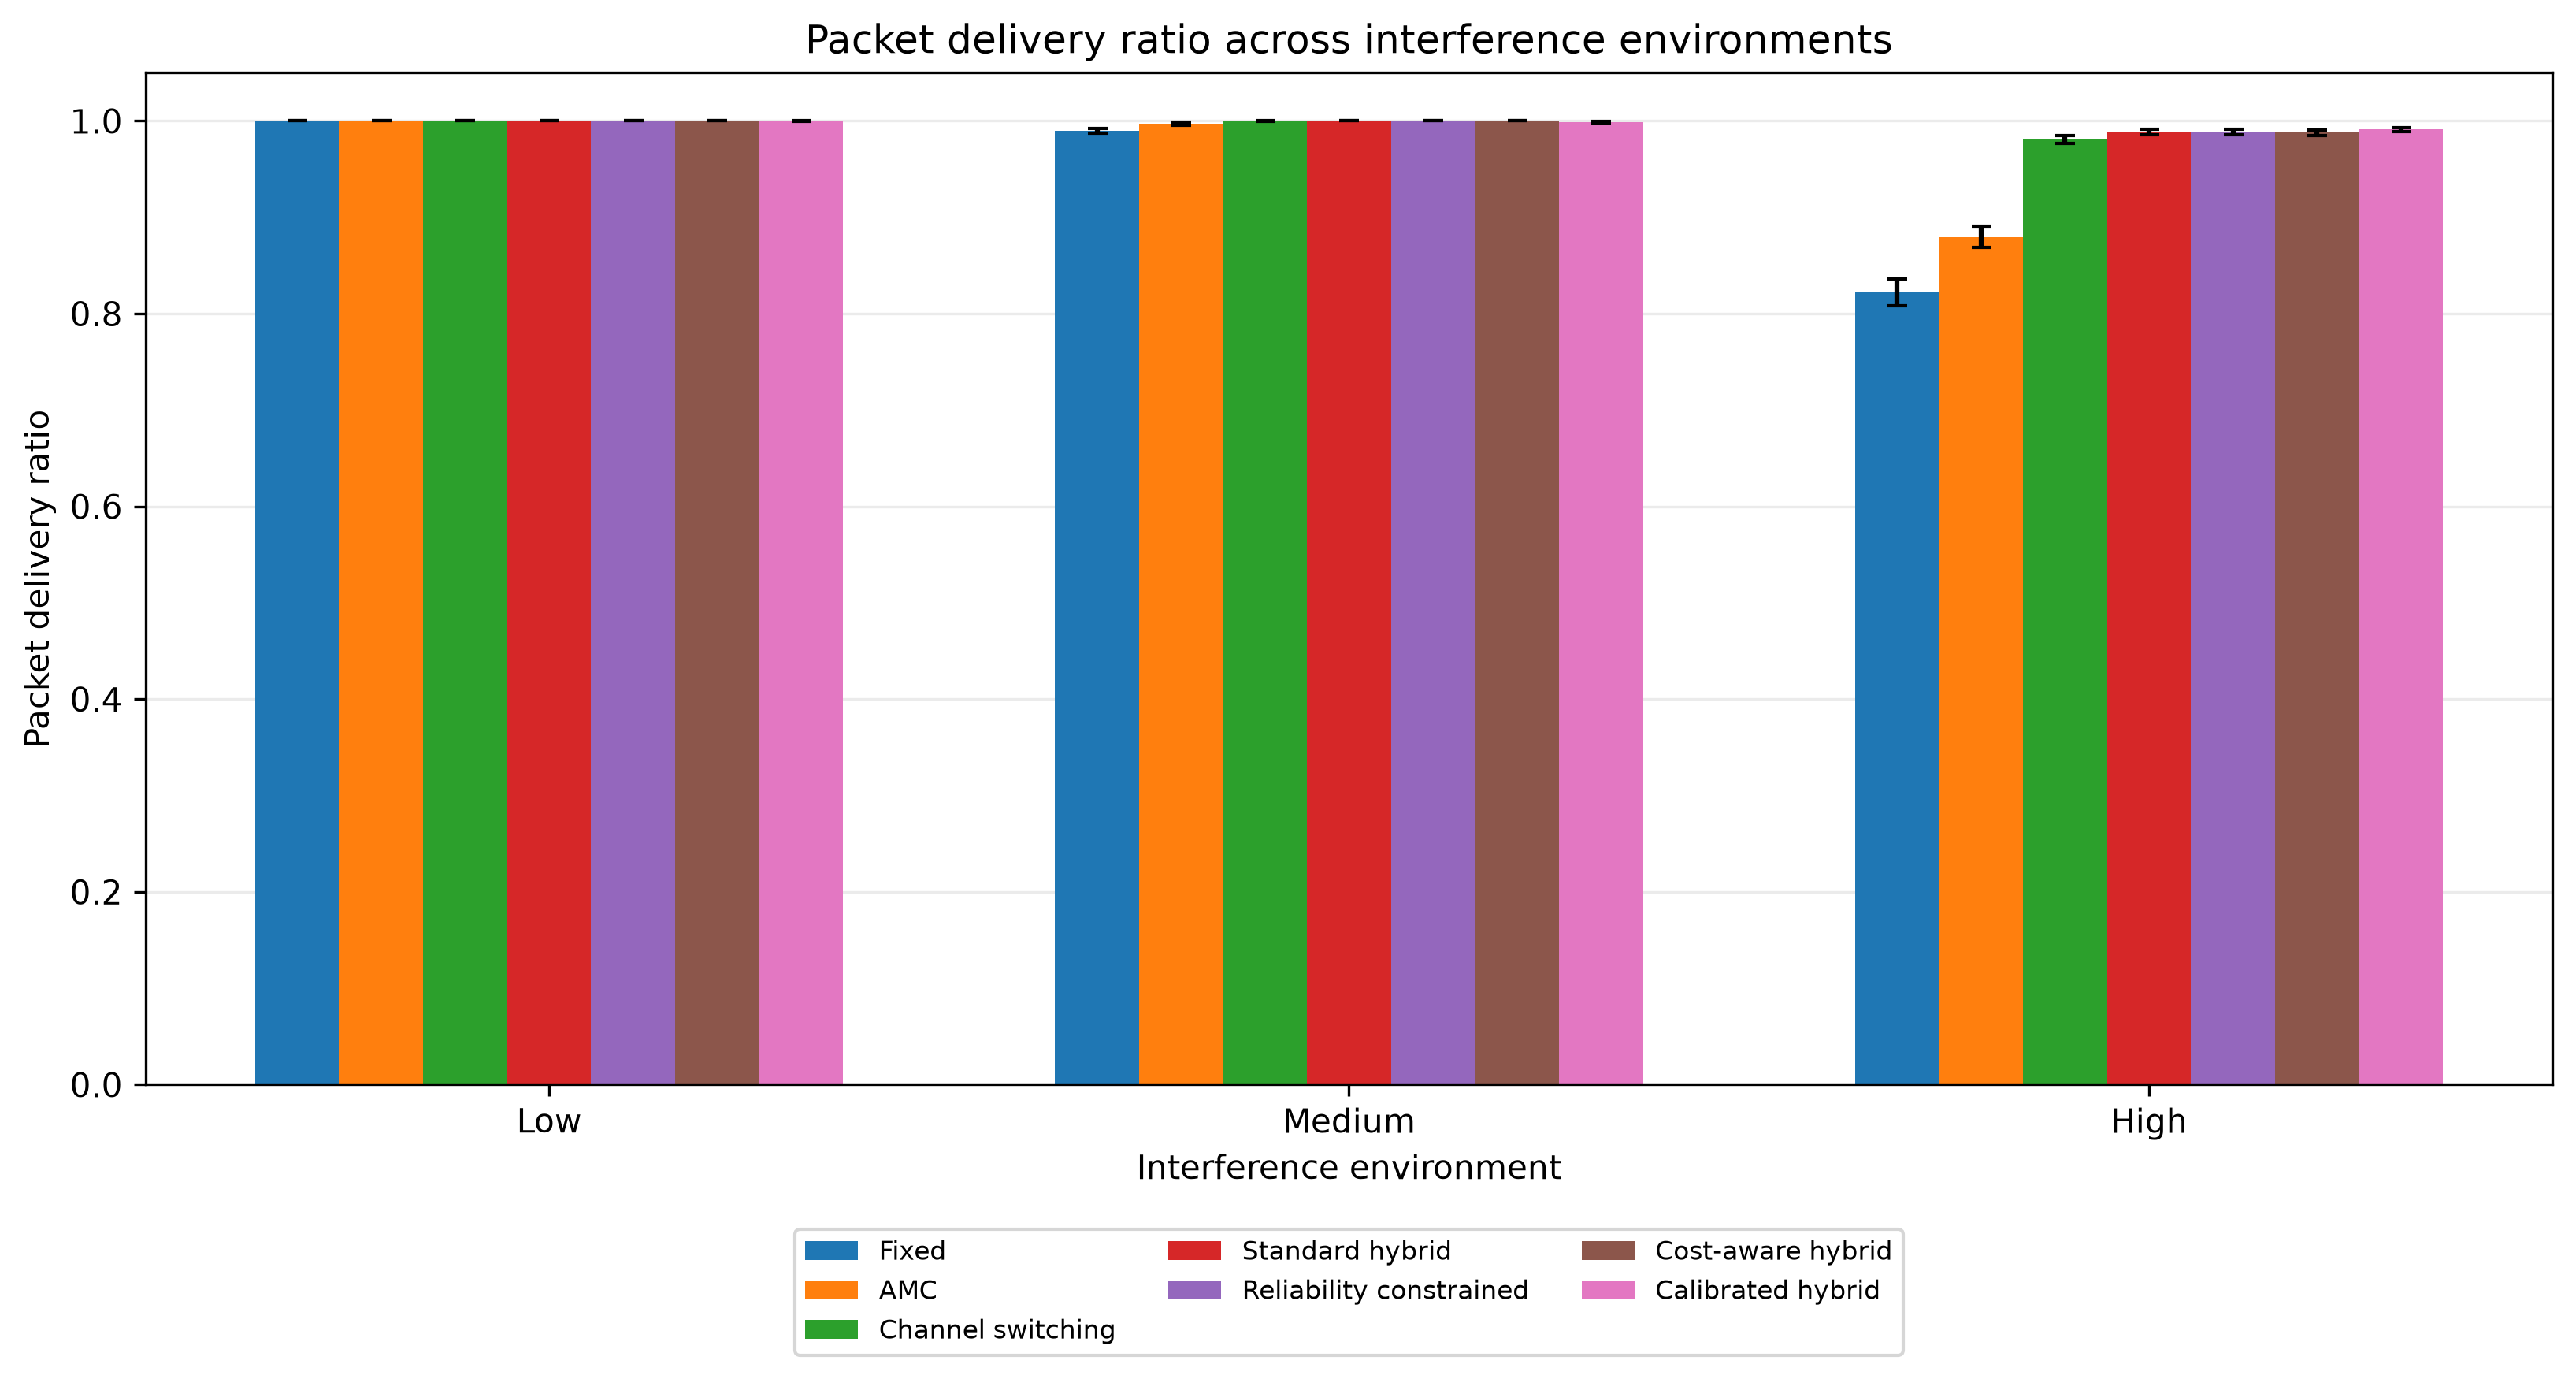 Packet delivery ratio across interference environments
Packet delivery ratio
1.0
0.8
0.6
0.4
0.2
0.0
Low
Medium
High
Interference environment
Fixed
AMC
Channel switching
Standard hybrid
Reliability constrained
Cost-aware hybrid
Calibrated hybrid